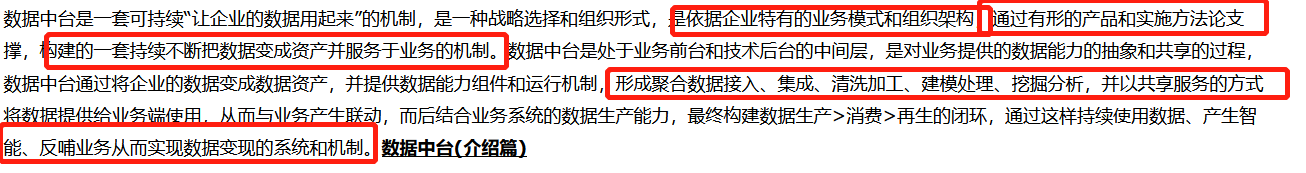 数据中台是一套可持续“让企业的数据用起来”的机制，是一种战略选择和组织形式，是依据企业特有的业务模式和组织架构，通过有形的产品和实施方法论支
撑，构建的一套持续不断把数据变成资产并服务于业务的机制。数据中台是处于业务前台和技术后台的中间层，是对业务提供的数据能力的抽象和共享的过程，
数据中台通过将企业的数据变成数据资产，并提供数据能力组件和运行机制，形成聚合数据接入、集成、清洗加工、建模处理、挖掘分析，并以共享服务的方式
将数据提供给业务端使用，从而与业务产生联动，而后结合业务系统的数据生产能力，最终构建数据生产>消费>再生的闭环，通过这样持续使用数据、产生智
能、反哺业务从而实现数据变现的系统和机制。数据中台(介绍篇)